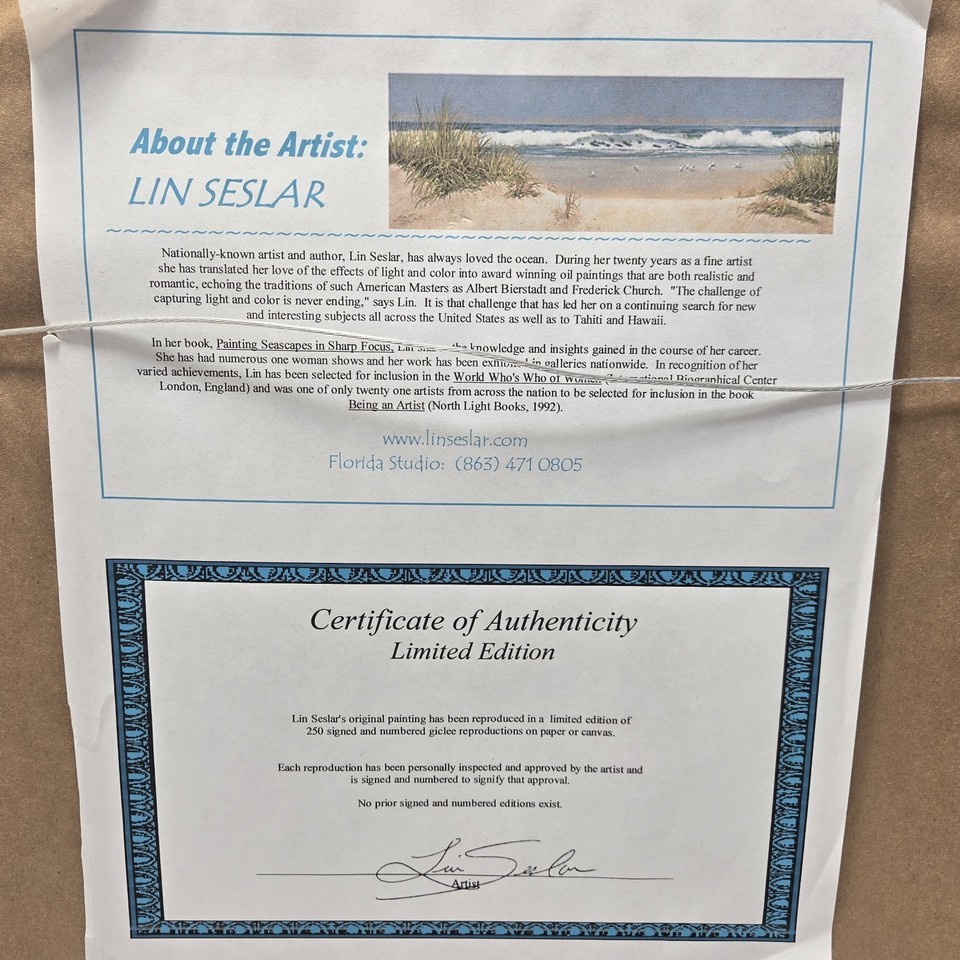 About the Artist:
LIN SESLAR
Nationally-known artist and author, Lin Seslar, has always loved the ocean. During her twenty years as a fine artist
she has translated her love of the effects of light and color into award winning oil paintings that are both realistic and
romantic, echoing the traditions of such American Masters as Albert Bierstadt and Frederick Church. "The challenge of
capturing light and color is never ending," says Lin. It is that challenge that has led her on a continuing search for new
and interesting subjects all across the United States as well as to Tahiti and Hawaii.
In her book, Painting Seascapes in Sharp Focus, Lin the knowledge and insights gained in the course of her career.
She has had numerous one woman shows and her work has been in galleries nationwide. In recognition of her
varied achievements, Lin has been selected for inclusion in the World Who's Who of Women Biographical Center
London, England) and was one of only twenty one artists from across the nation to be selected for inclusion in the book
Being an Artist (North Light Books, 1992).
www.linseslar.com
Florida Studio: (863) 471 0805
Certificate of Authenticity
Limited Edition
Lin Seslar's original painting has been reproduced in a limited edition of
250 signed and numbered giclee reproductions on paper or canvas.
Each reproduction has been personally inspected and approved by the artist and
is signed and numbered to signify that approval.
No prior signed and numbered editions exist.
Lin Seslar
Artist